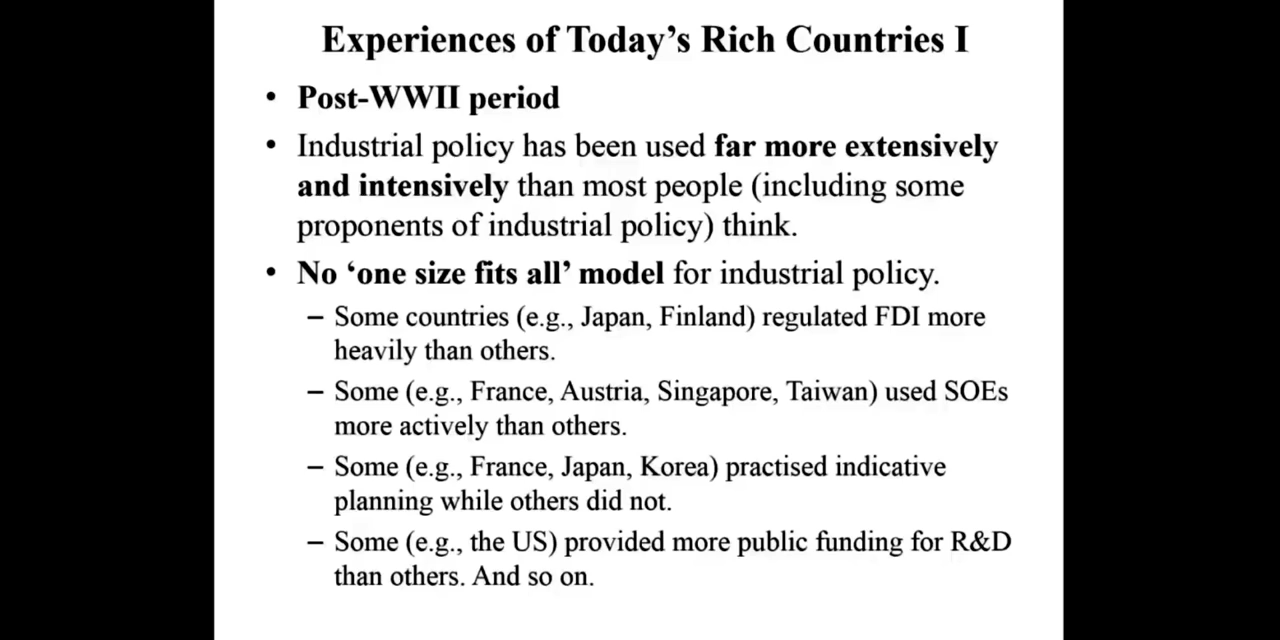 Experiences of Today's Rich Countries I
• Post-WWII period
• Industrial policy has been used far more extensively
and intensively than most people (including some
proponents of industrial policy) think.
• No ‘one size fits all’ model for industrial policy.
– Some countries (e.g., Japan, Finland) regulated FDI more
heavily than others.
– Some (e.g., France, Austria, Singapore, Taiwan) used SOEs
more actively than others.
– Some (e.g., France, Japan, Korea) practised indicative
planning while others did not.
– Some (e.g., the US) provided more public funding for R&D
than others. And so on.